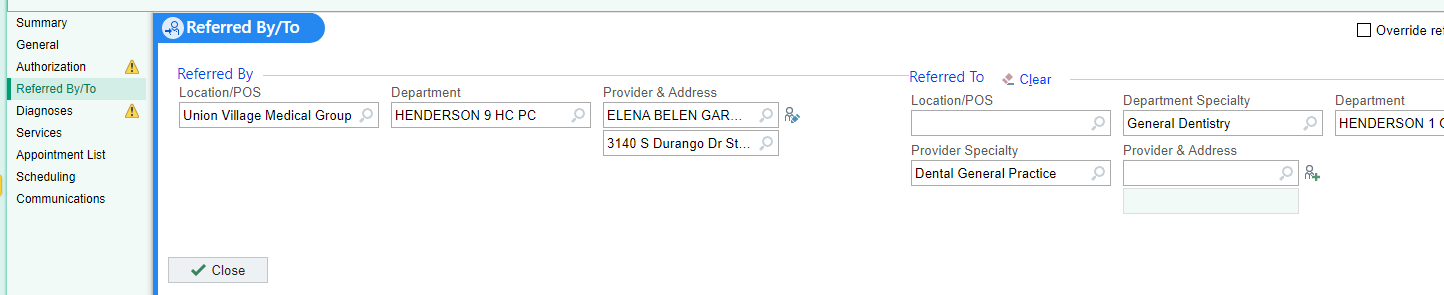 Summary
General
Authorization
Referred By/To
Diagnoses
Services
Appointment List
Scheduling
Communications
Referred By/To
Override ref
Referred By
Location/POS
Department
Provider & Address
Union Village Medical Group
HENDERSON 9 HC PC
ELENA BELEN GAR...
3140 S Durango Dr St...
Referred To
Clear
Location/POS
Department Specialty
Department
General Dentistry
HENDERSON 1
Provider Specialty
Provider & Address
Dental General Practice
Close